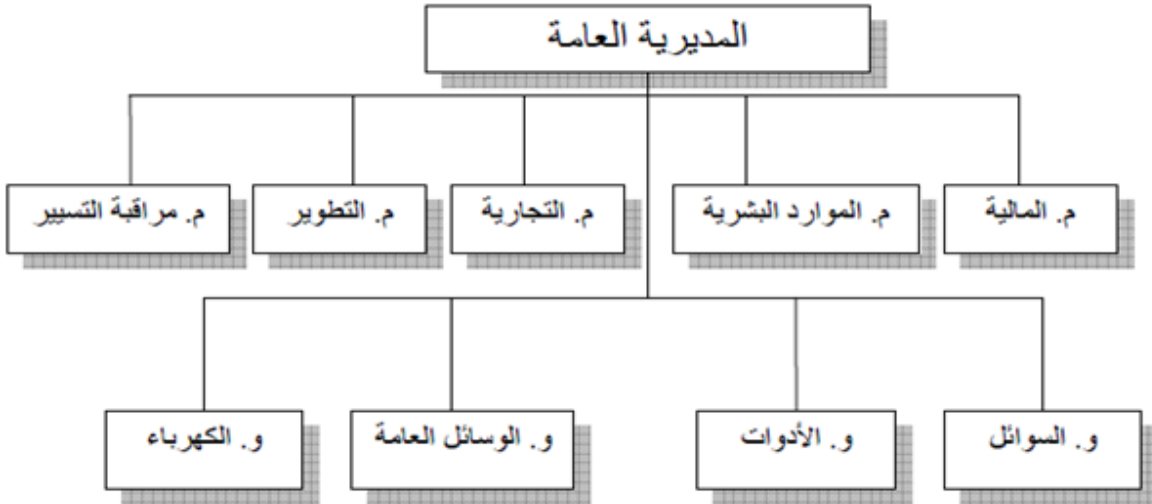 المديرية العامة
م. المالية
م. الموارد البشرية
م. التجارية
م. التطوير
م. مراقبة التسيير
و. السوائل
و. الأدوات
و. الوسائل العامة
و. الكهرباء